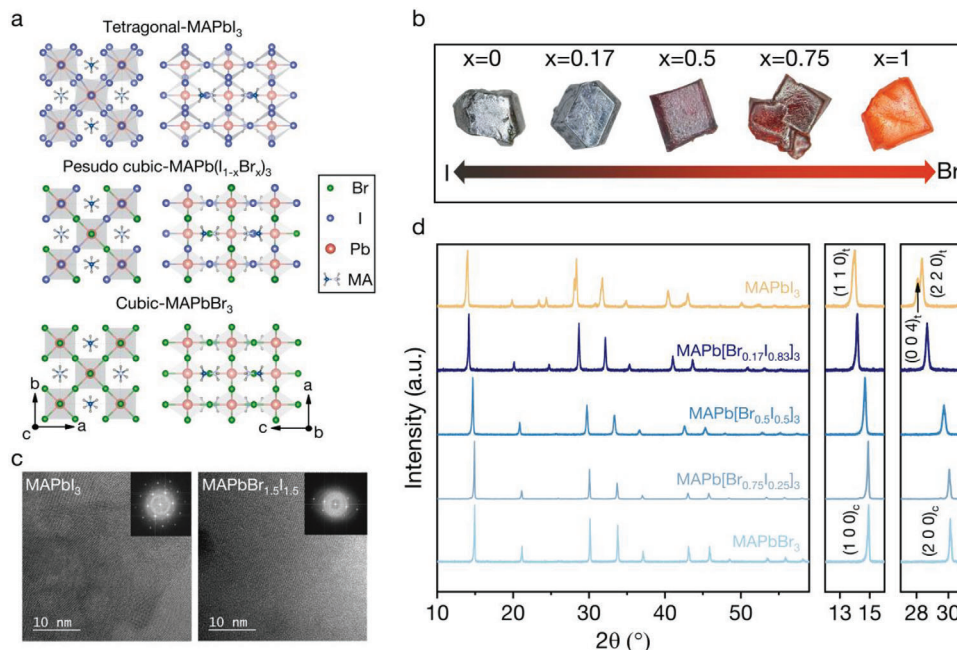 a
Tetragonal-MAPbI₃
Pesudo cubic-MAPb(I₁₋ₓBrₓ)₃
Br
I
Pb
MA
Cubic-MAPbBr₃
b
c
a
a
c
b
b
x=0
x=0.17
x=0.5
x=0.75
x=1
I
Br
c
MAPbI₃
10 nm
MAPbBr₁.₅I₁.₅
10 nm
d
Intensity (a.u.)
MAPbI₃
MAPb[Br₀.₁₇I₀.₈₃]₃
MAPb[Br₀.₅I₀.₅]₃
MAPb[Br₀.₇₅I₀.₂₅]₃
MAPbBr₃
10
20
30
40
50
2θ (°)
(1 1 0)ₜ
(1 0 0)꜀
13
15
(0 0 4)ₜ
(2 2 0)ₜ
(2 0 0)꜀
28
30